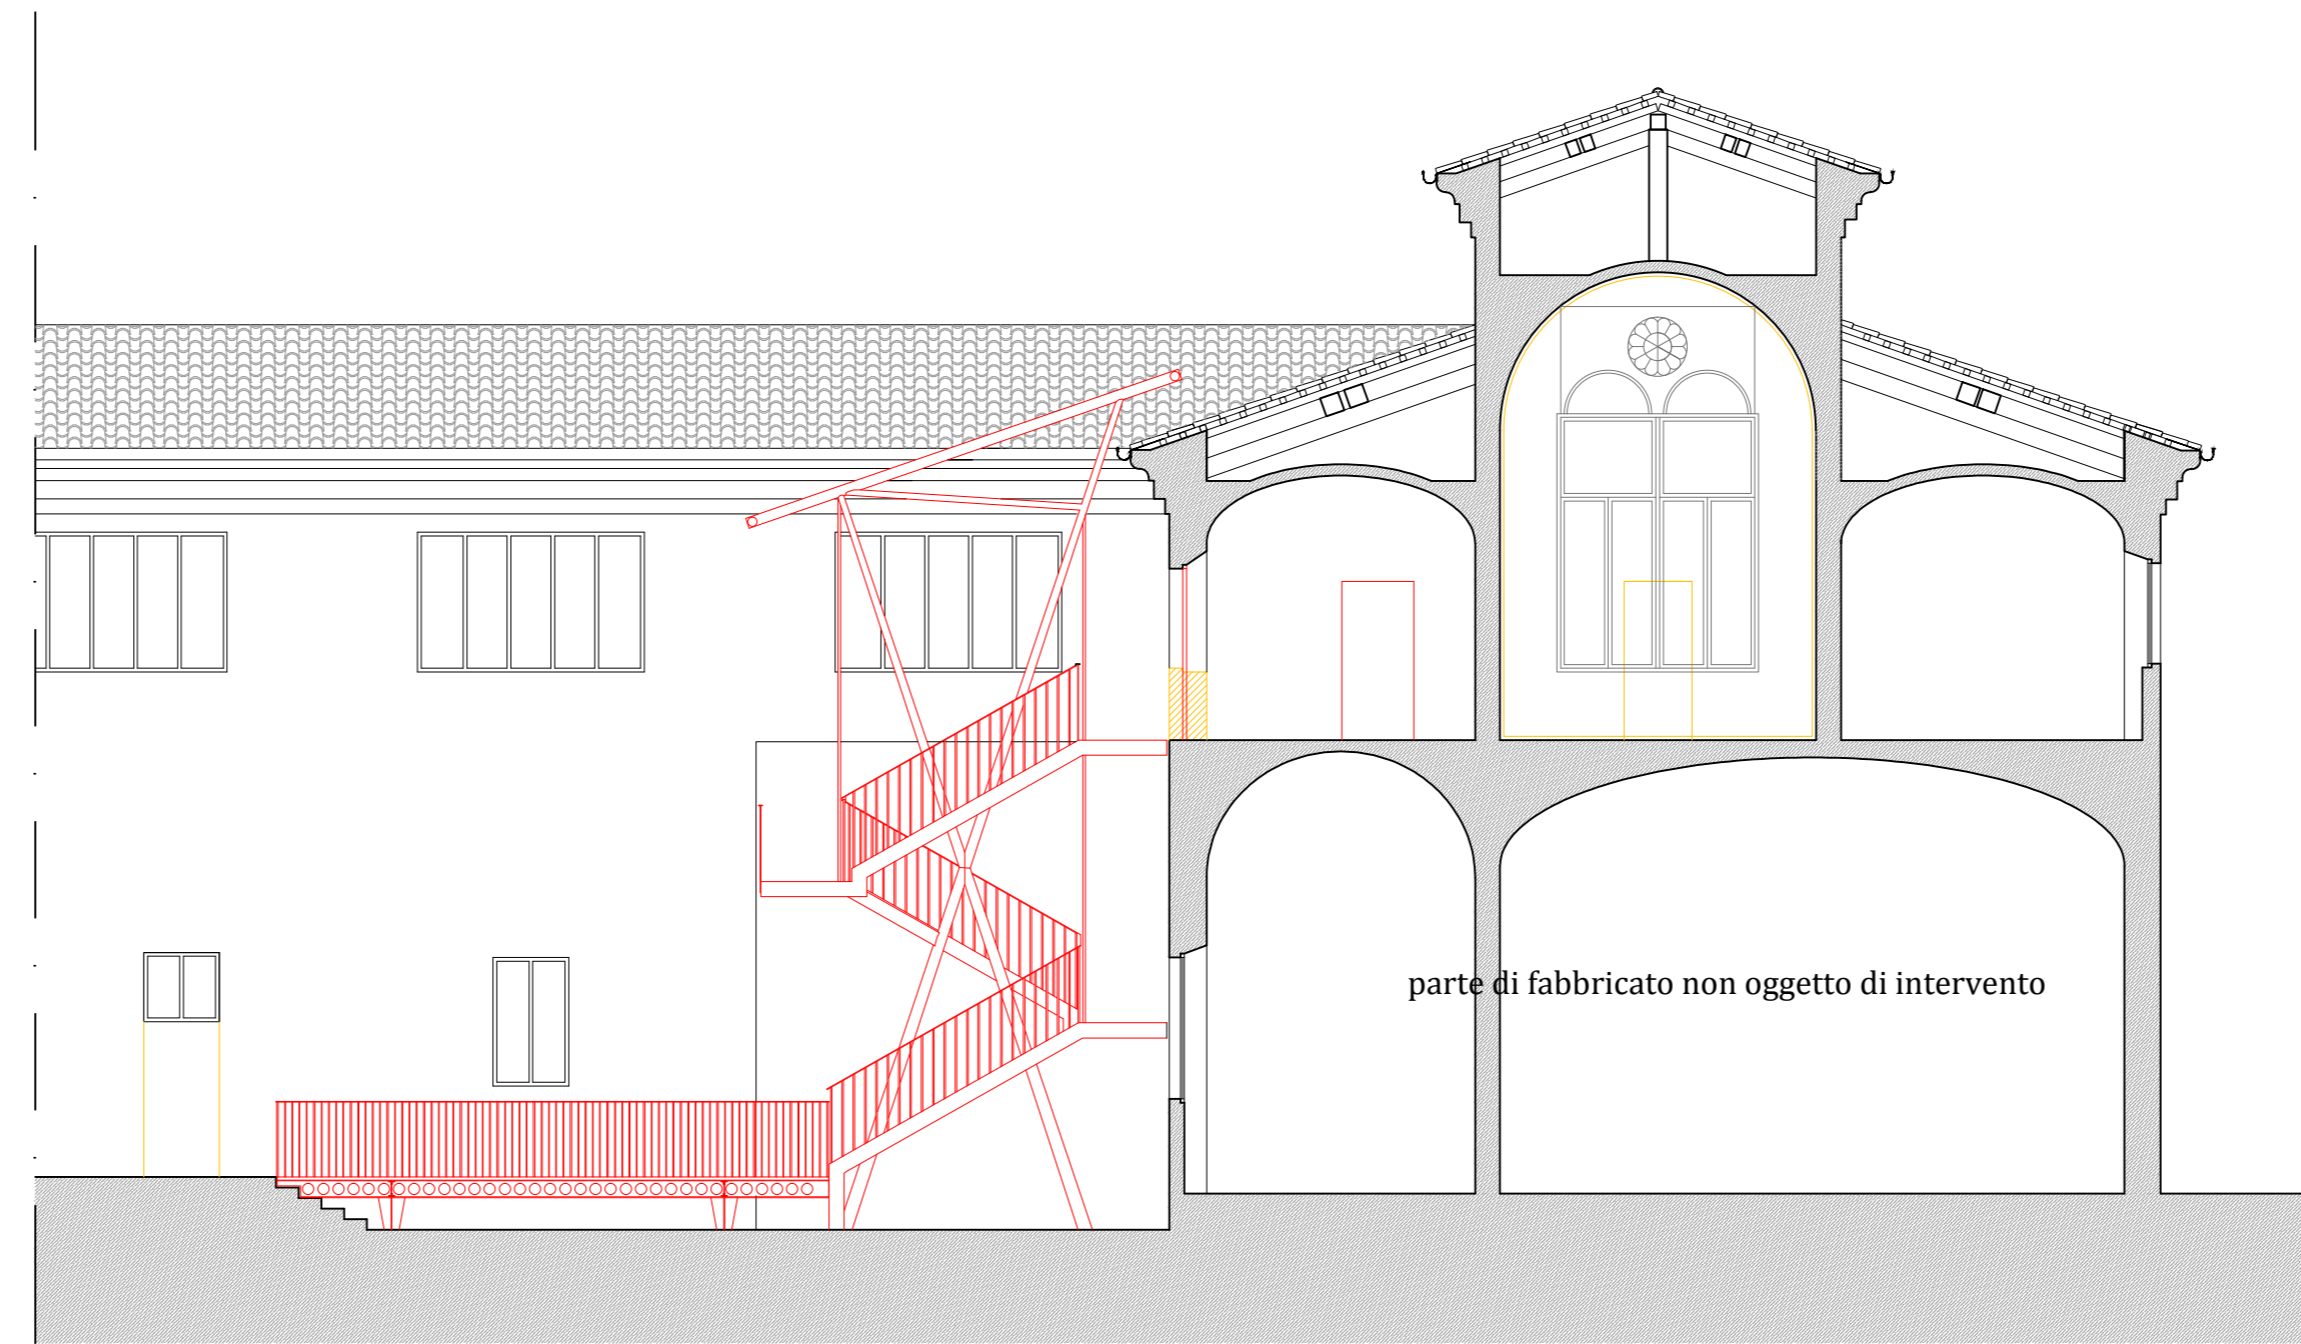 parte di fabbricato non oggetto di intervento